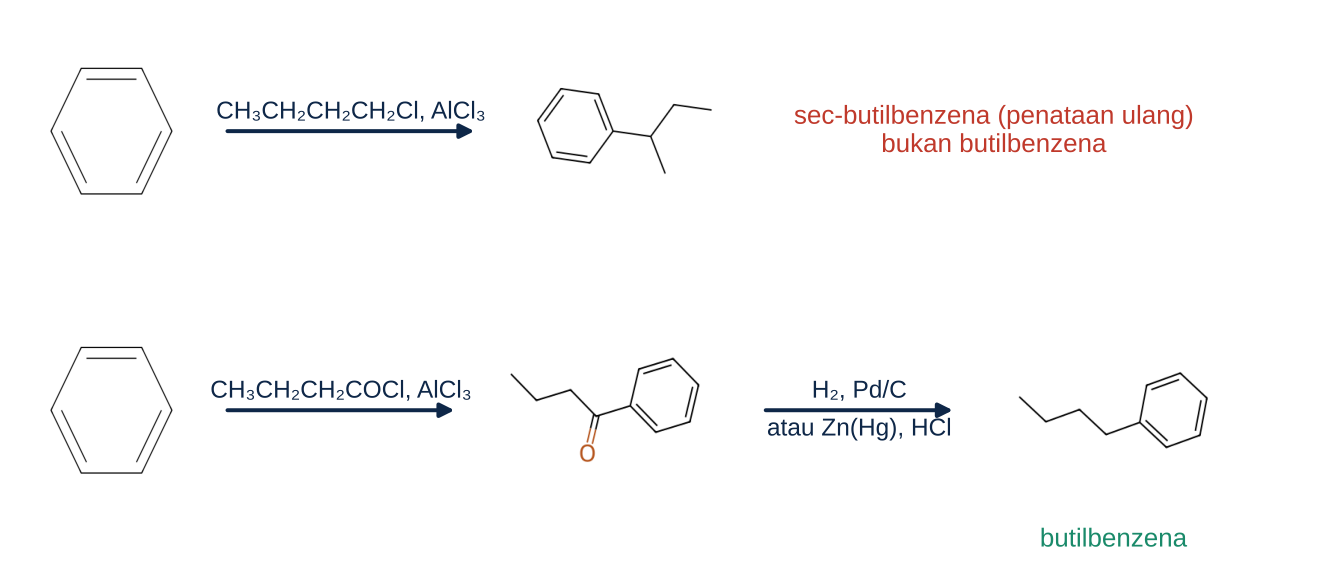 CH₃CH₂CH₂CH₂Cl, AlCl₃
sec-butilbenzena (penataan ulang)
bukan butilbenzena
CH₃CH₂CH₂COCl, AlCl₃
O
H₂, Pd/C
atau Zn(Hg), HCl
butilbenzena